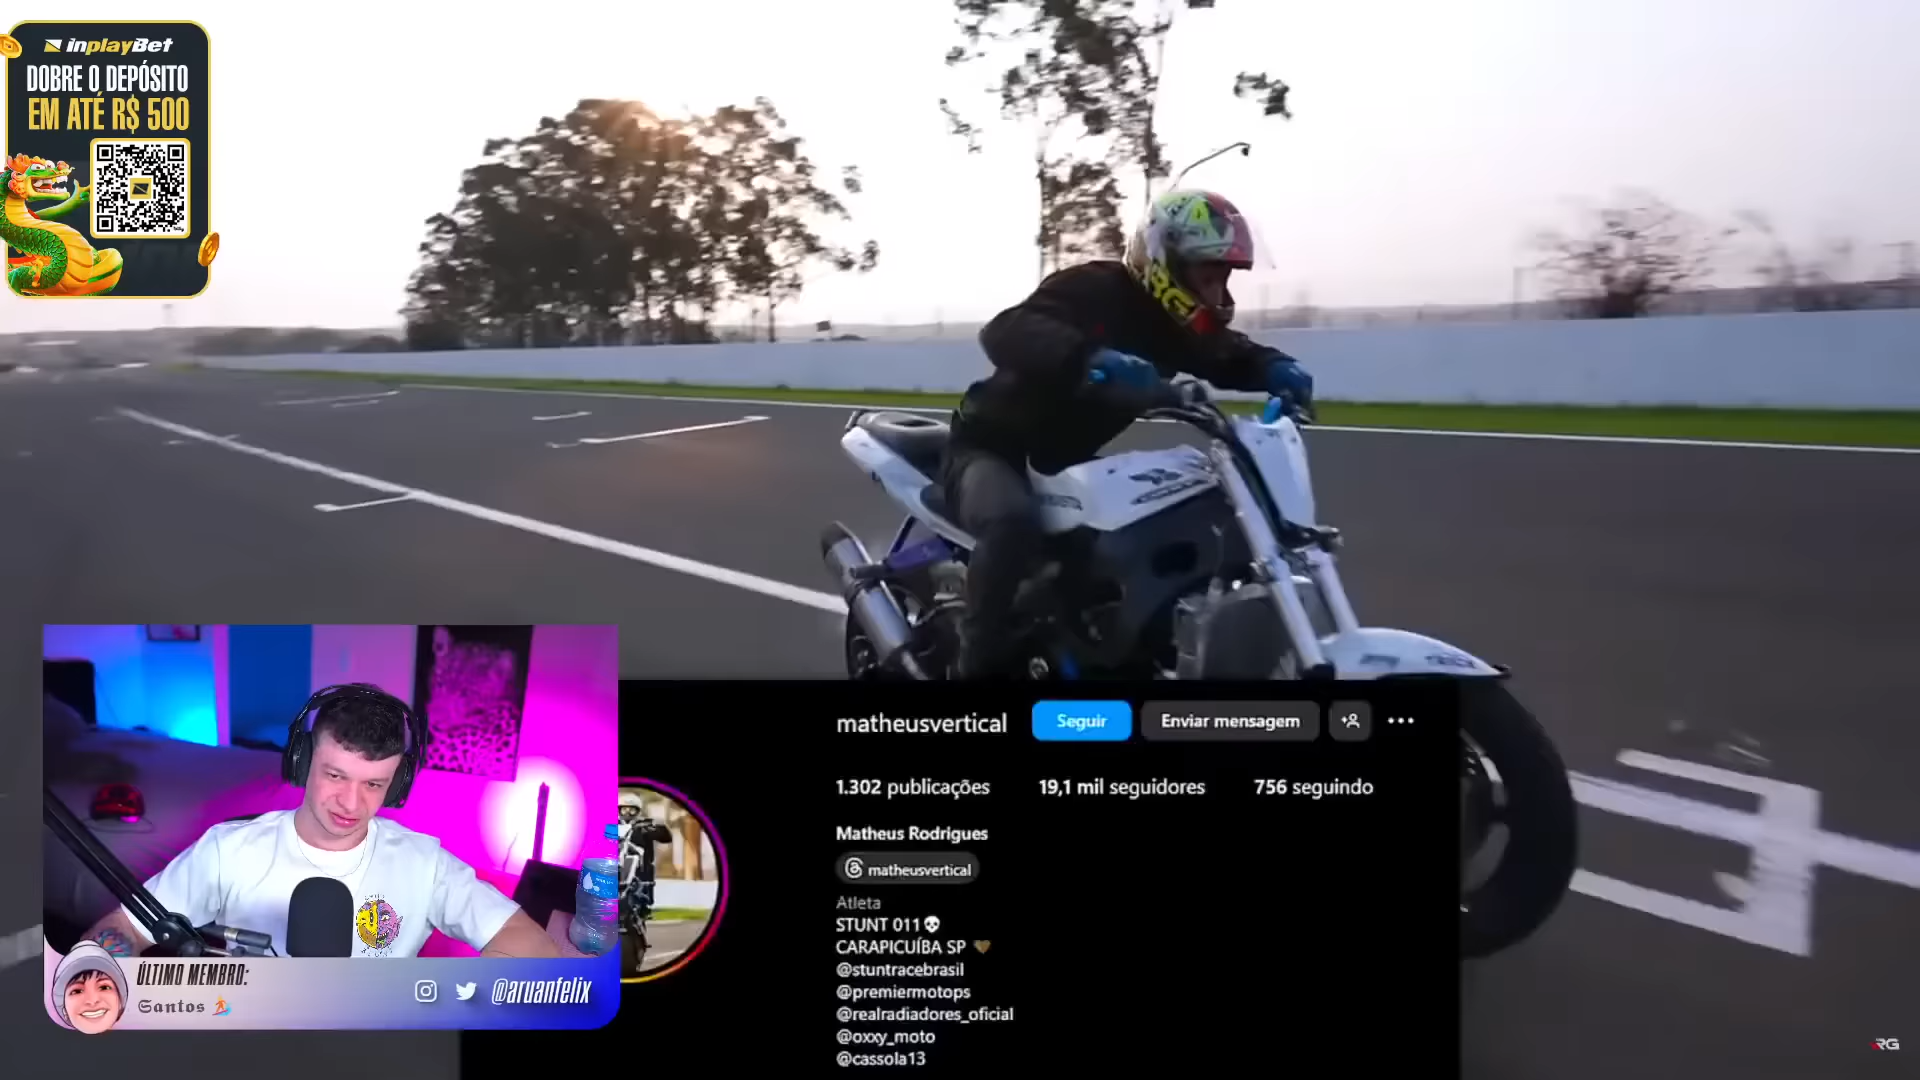 inplayBet
DOBRE O DEPÓSITO
EM ATÉ R$ 500
RG
matheusvertical
Seguir
Enviar mensagem
1.302 publicações
19,1 mil seguidores
756 seguindo
Matheus Rodrigues
matheusvertical
Atleta
STUNT 011💀
CARAPICUÍBA SP 🤎
@stuntracebrasil
@premiermotops
@realradiadores_oficial
@oxxy_moto
@cassola13
ÚLTIMO MEMBRO:
Santos 🏄
@aruanfelix
RG